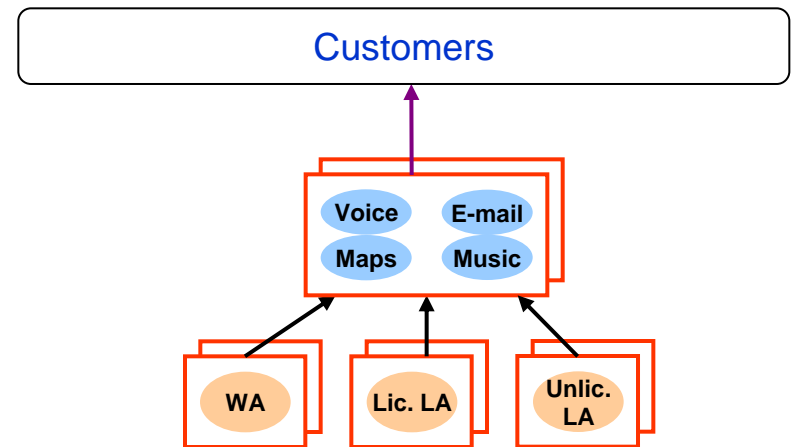 Customers
Voice E-mail
Maps Music
WA Lic. LA Unlic.
LA